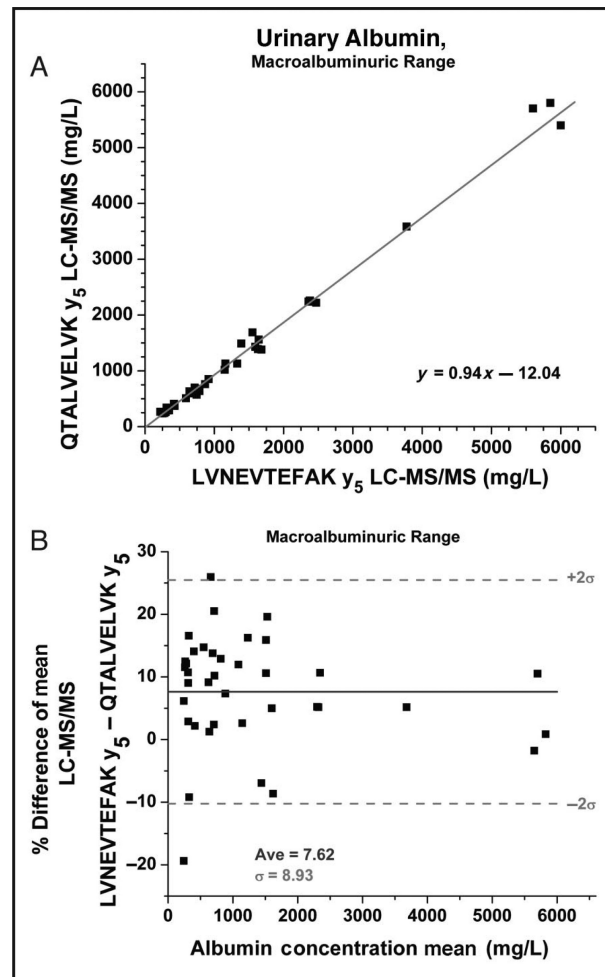 Urinary Albumin,
Macroalbuminuric Range
A
QTALVELVK y5 LC-MS/MS (mg/L)
6000
5000
4000
3000
2000
1000
0
y = 0.94x — 12.04
0 1000 2000 3000 4000 5000 6000
LVNEVTEFAK y5 LC-MS/MS (mg/L)
B
Macroalbuminuric Range
% Difference of mean
LC-MS/MS
LVNEVTEFAK y5 – QTALVELVK y5
30
20
10
0
–10
–20
+2σ
–2σ
Ave = 7.62
σ = 8.93
0 1000 2000 3000 4000 5000 6000
Albumin concentration mean (mg/L)